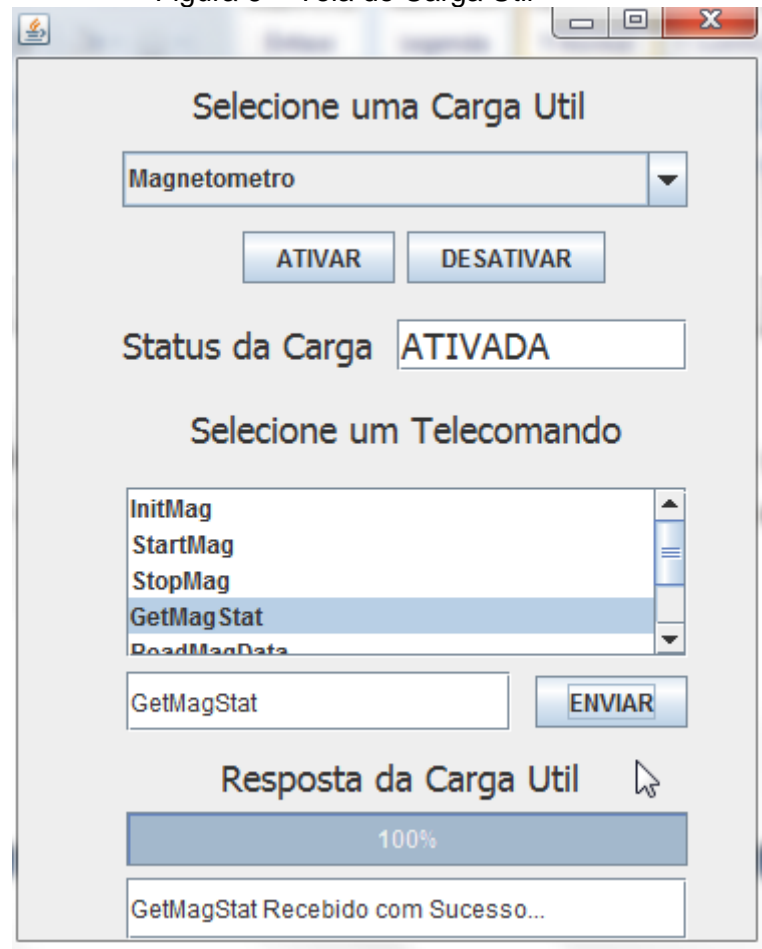 Selecione uma Carga Util
Magnetometro
ATIVAR DESATIVAR
Status da Carga ATIVADA
Selecione um Telecomando
InitMag
StartMag
StopMag
GetMagStat
GetMagStat ENVIAR
Resposta da Carga Util
100%
GetMagStat Recebido com Sucesso...